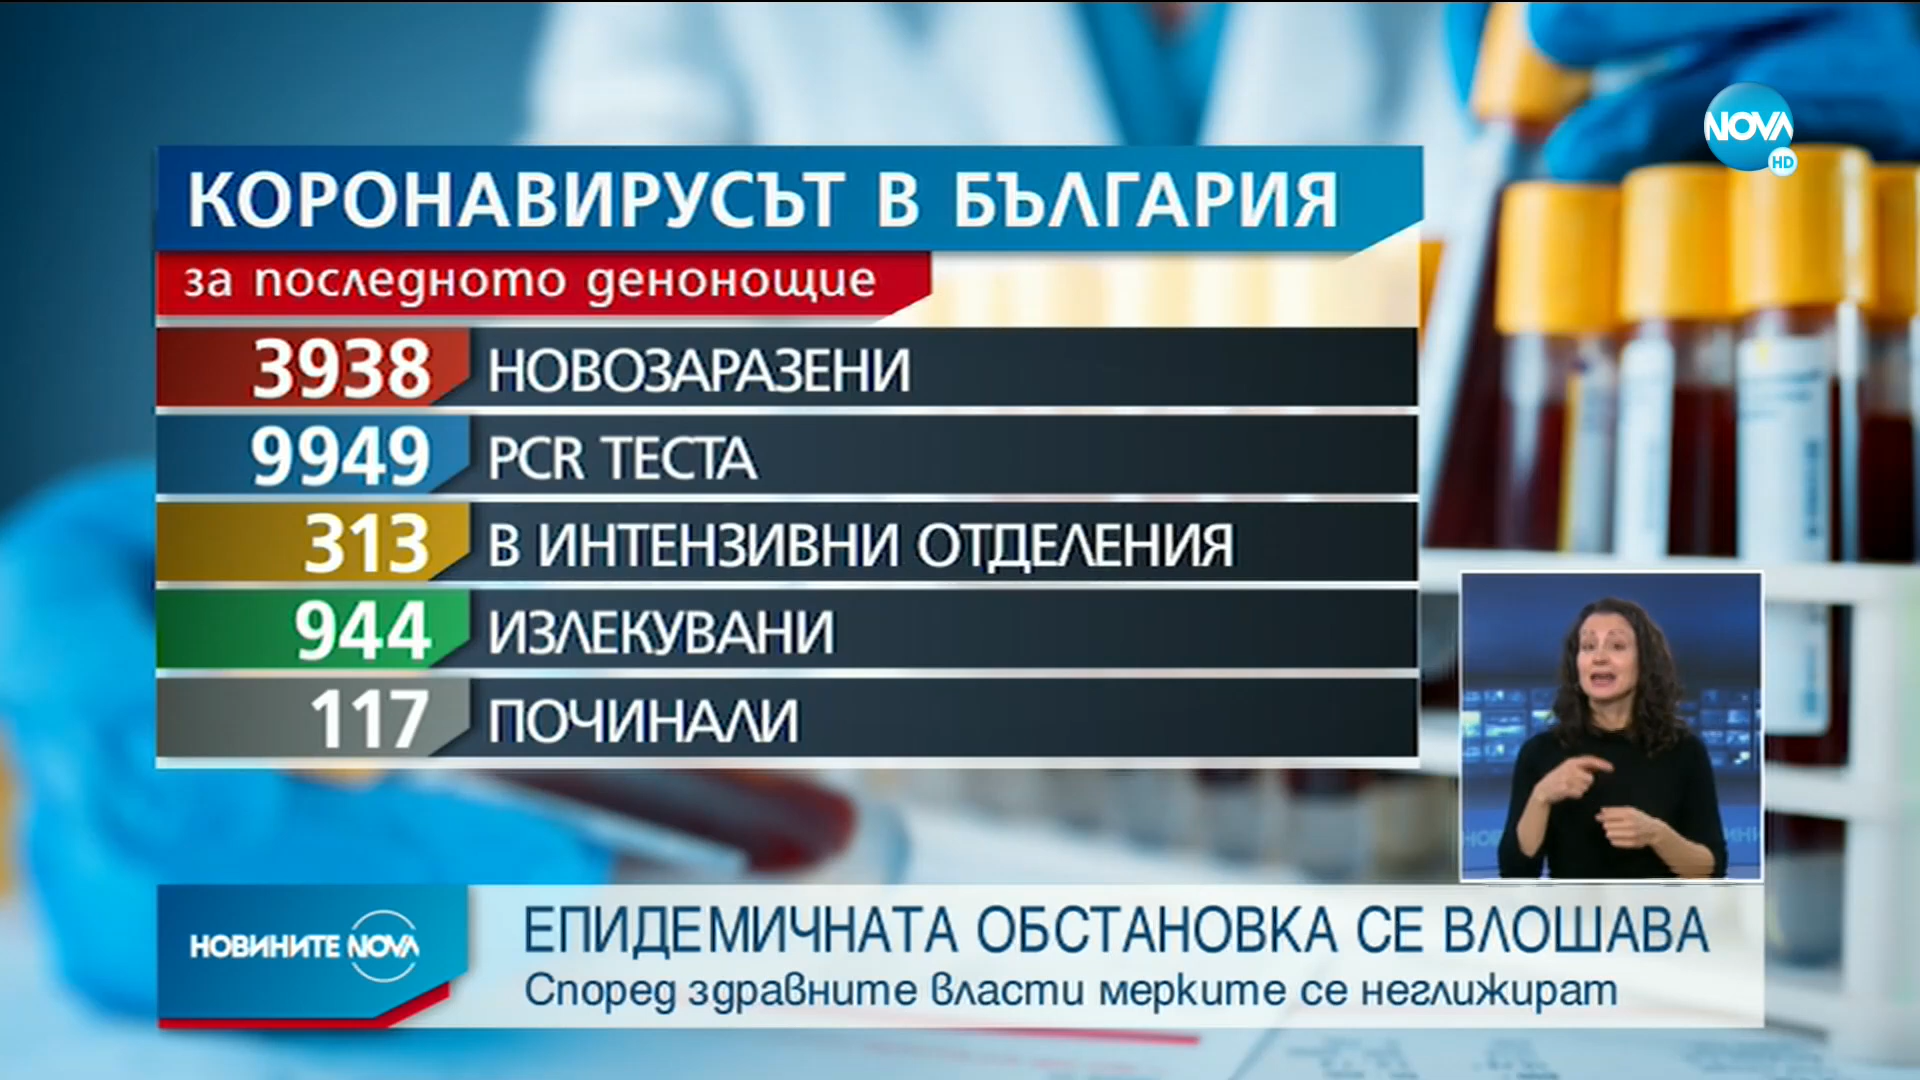 NOVA
HD
КОРОНАВИРУСЪТ В БЪЛГАРИЯ
за последното денонощие
3938 НОВОЗАРАЗЕНИ
9949 PCR ТЕСТА
313 В ИНТЕНЗИВНИ ОТДЕЛЕНИЯ
944 ИЗЛЕКУВАНИ
117 ПОЧИНАЛИ
НОВИНИТЕ NOVA
ЕПИДЕМИЧНАТА ОБСТАНОВКА СЕ ВЛОШАВА
Според здравните власти мерките се неглижират